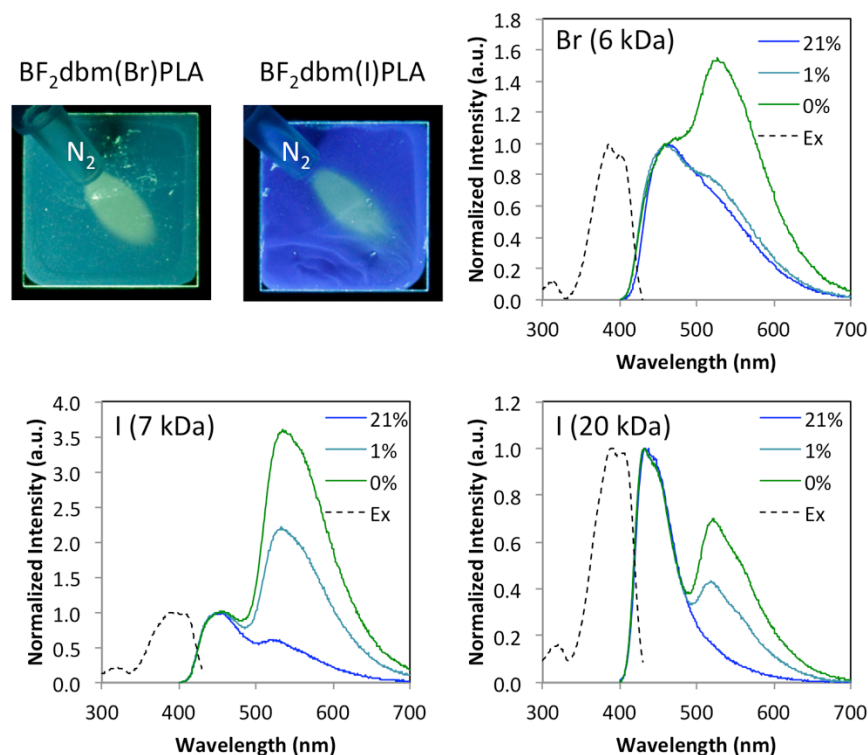 BF₂dbm(Br)PLA
BF₂dbm(I)PLA
N₂
N₂
Br (6 kDa)
21%
1%
0%
Ex
Normalized Intensity (a.u.)
1.6
1.4
1.2
1.0
0.8
0.6
0.4
0.2
0.0
300 400 500 600 700
Wavelength (nm)
I (7 kDa)
21%
1%
0%
Ex
Normalized Intensity (a.u.)
4.0
3.5
3.0
2.5
2.0
1.5
1.0
0.5
0.0
300 400 500 600 700
Wavelength (nm)
I (20 kDa)
21%
1%
0%
Ex
Normalized Intensity (a.u.)
1.2
1.0
0.8
0.6
0.4
0.2
0.0
300 400 500 600 700
Wavelength (nm)